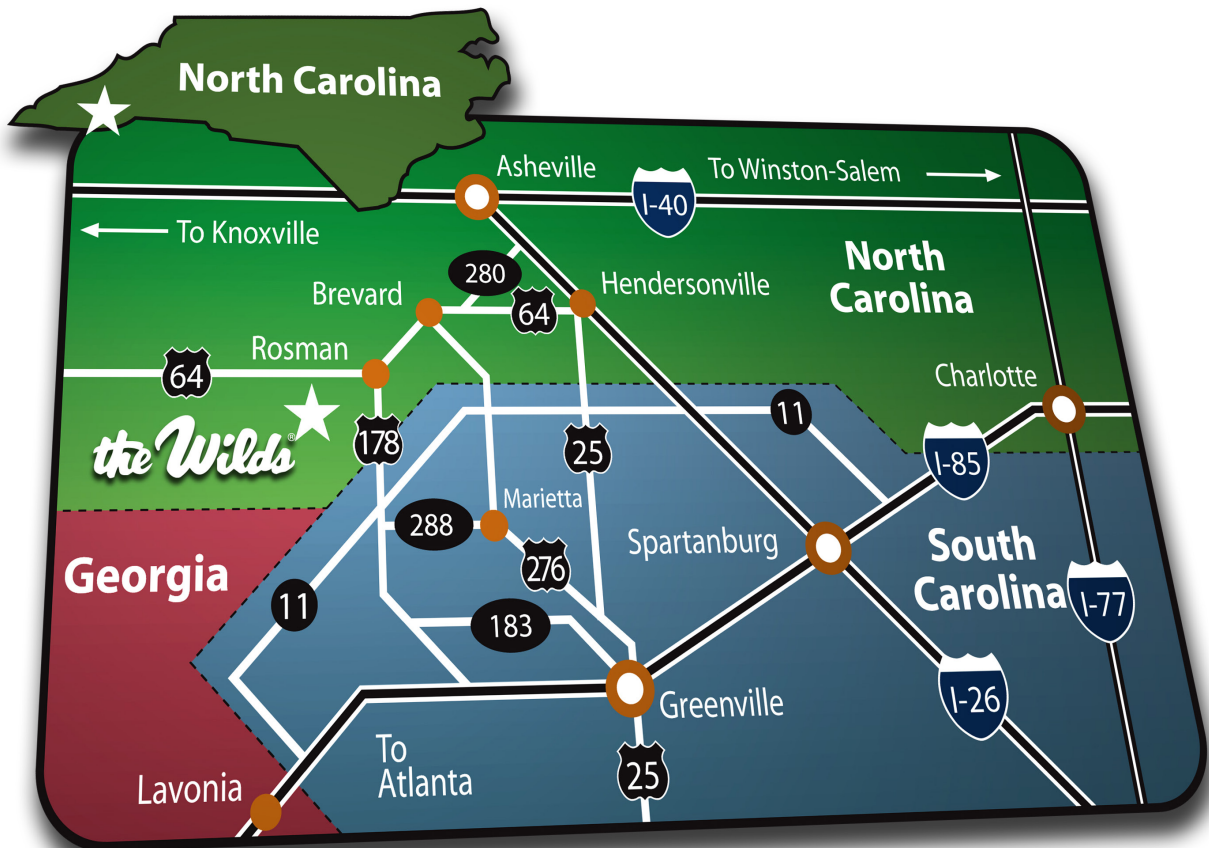 North Carolina
Asheville
To Winston-Salem
I-40
To Knoxville
280
North
Carolina
Hendersonville
Brevard
64
Rosman
64
Charlotte
11
the Wilds®
178
25
I-85
Marietta
288
Spartanburg
South
Carolina
276
Georgia
11
I-77
183
I-26
Greenville
To
Atlanta
25
Lavonia